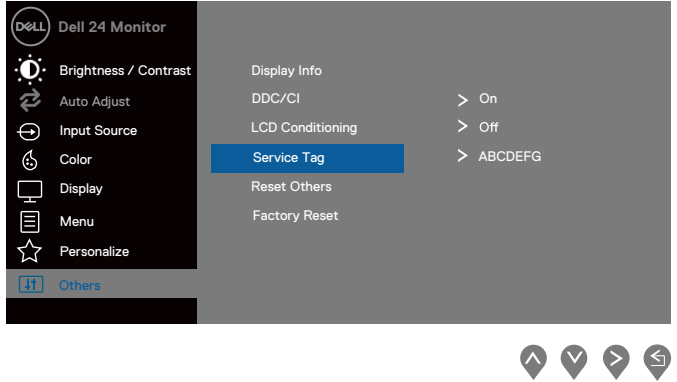 DELL Dell 24 Monitor
Brightness / Contrast
Auto Adjust
Input Source
Color
Display
Menu
Personalize
Others
Display Info
DDC/CI > On
LCD Conditioning > Off
Service Tag > ABCDEFG
Reset Others
Factory Reset